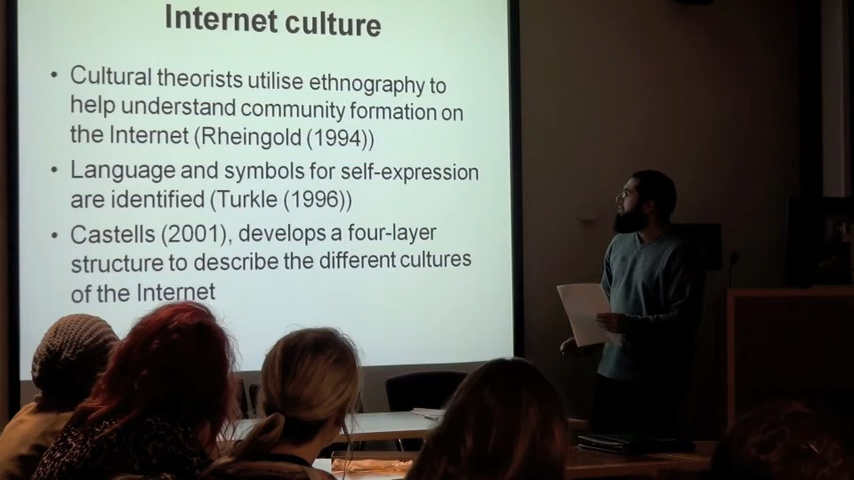 Internet culture
• Cultural theorists utilise ethnography to
help understand community formation on
the Internet (Rheingold (1994))
• Language and symbols for self-expression
are identified (Turkle (1996))
• Castells (2001), develops a four-layer
structure to describe the different cultures
of the Internet